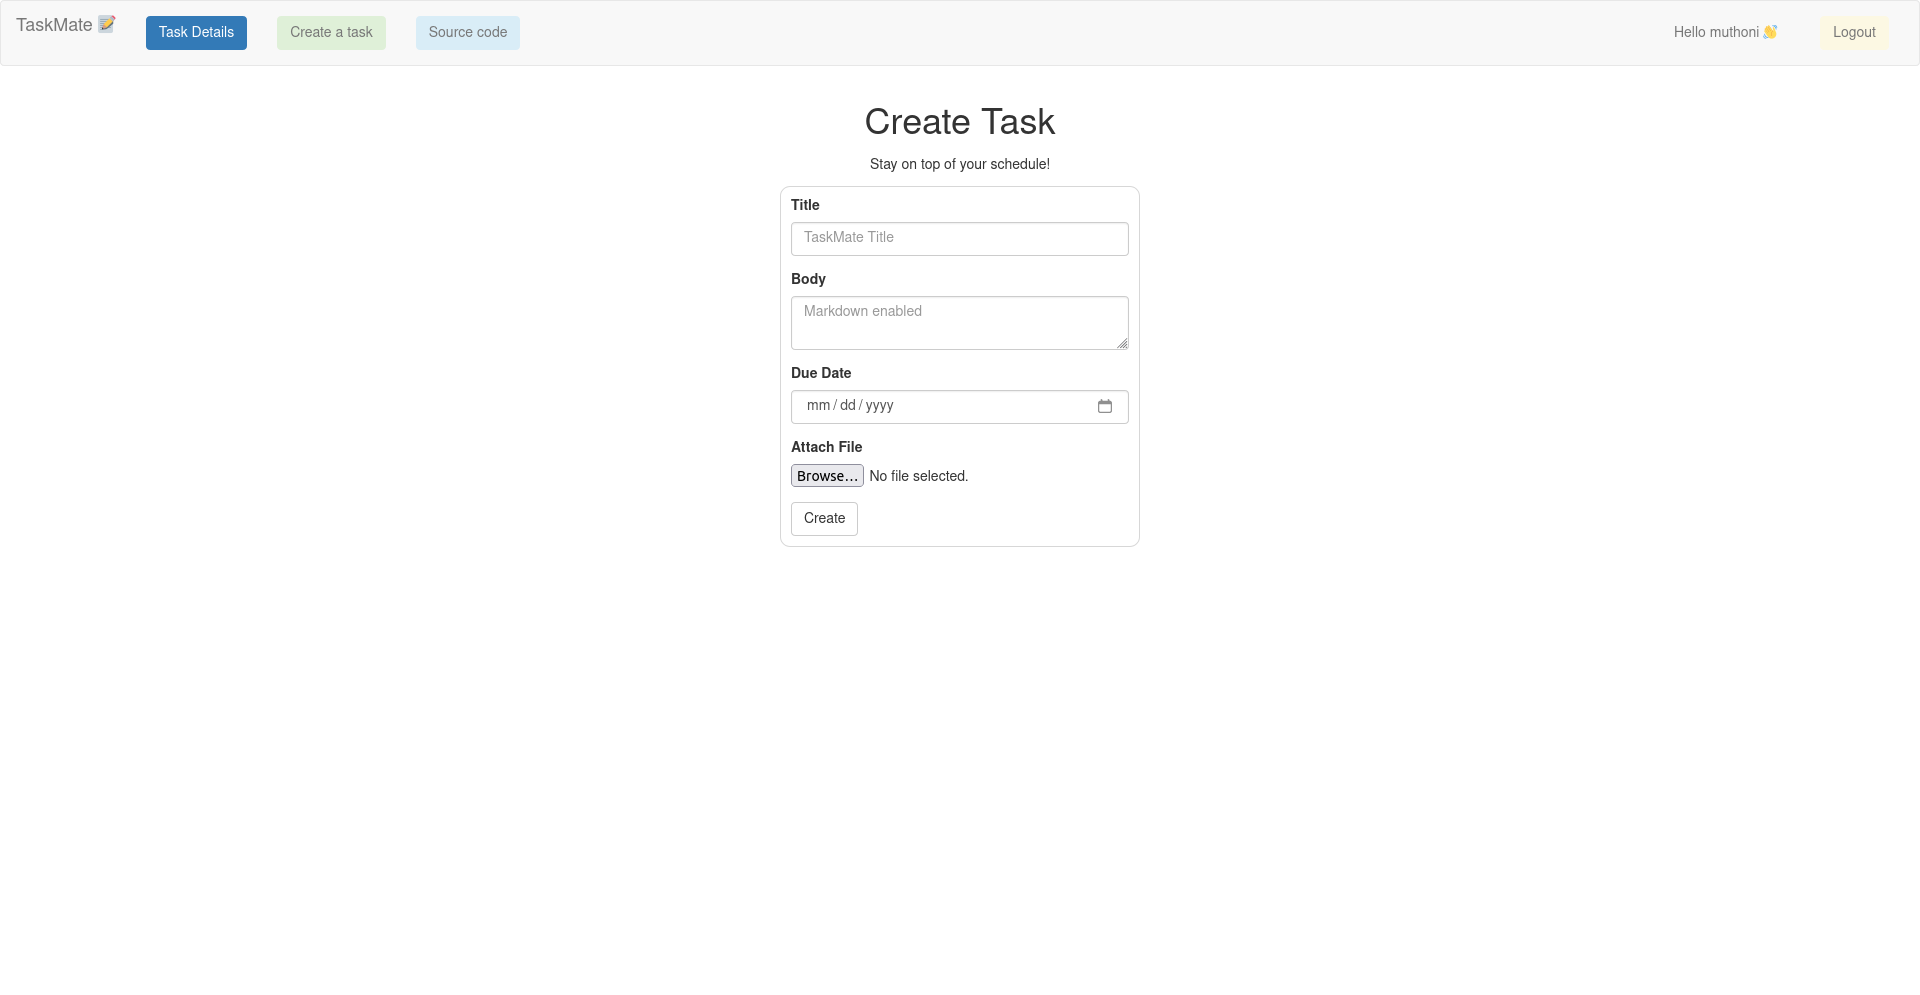 TaskMate 📝 Task Details Create a task Source code Hello muthoni 👋 Logout
Create Task
Stay on top of your schedule!
Title
TaskMate Title
Body
Markdown enabled
Due Date
mm / dd / yyyy
Attach File
Browse... No file selected.
Create